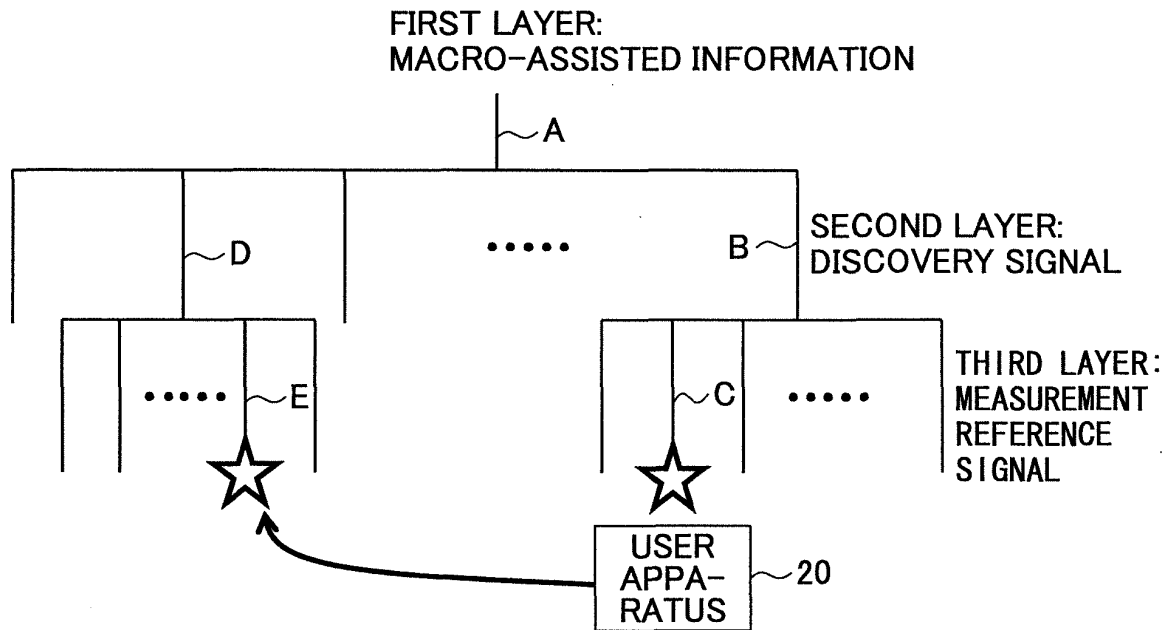 FIRST LAYER:
MACRO-ASSISTED INFORMATION
A
D
B
SECOND LAYER:
DISCOVERY SIGNAL
E
C
THIRD LAYER:
MEASUREMENT
REFERENCE
SIGNAL
USER
APPA-
RATUS
20